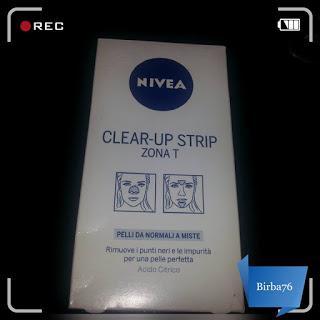 REC
NIVEA
CLEAR-UP STRIP
ZONA T
PELLI DA NORMALI A MISTE
Rimuove i punti neri e le impurità
per una pelle perfetta
Acido Citrico
Birba76